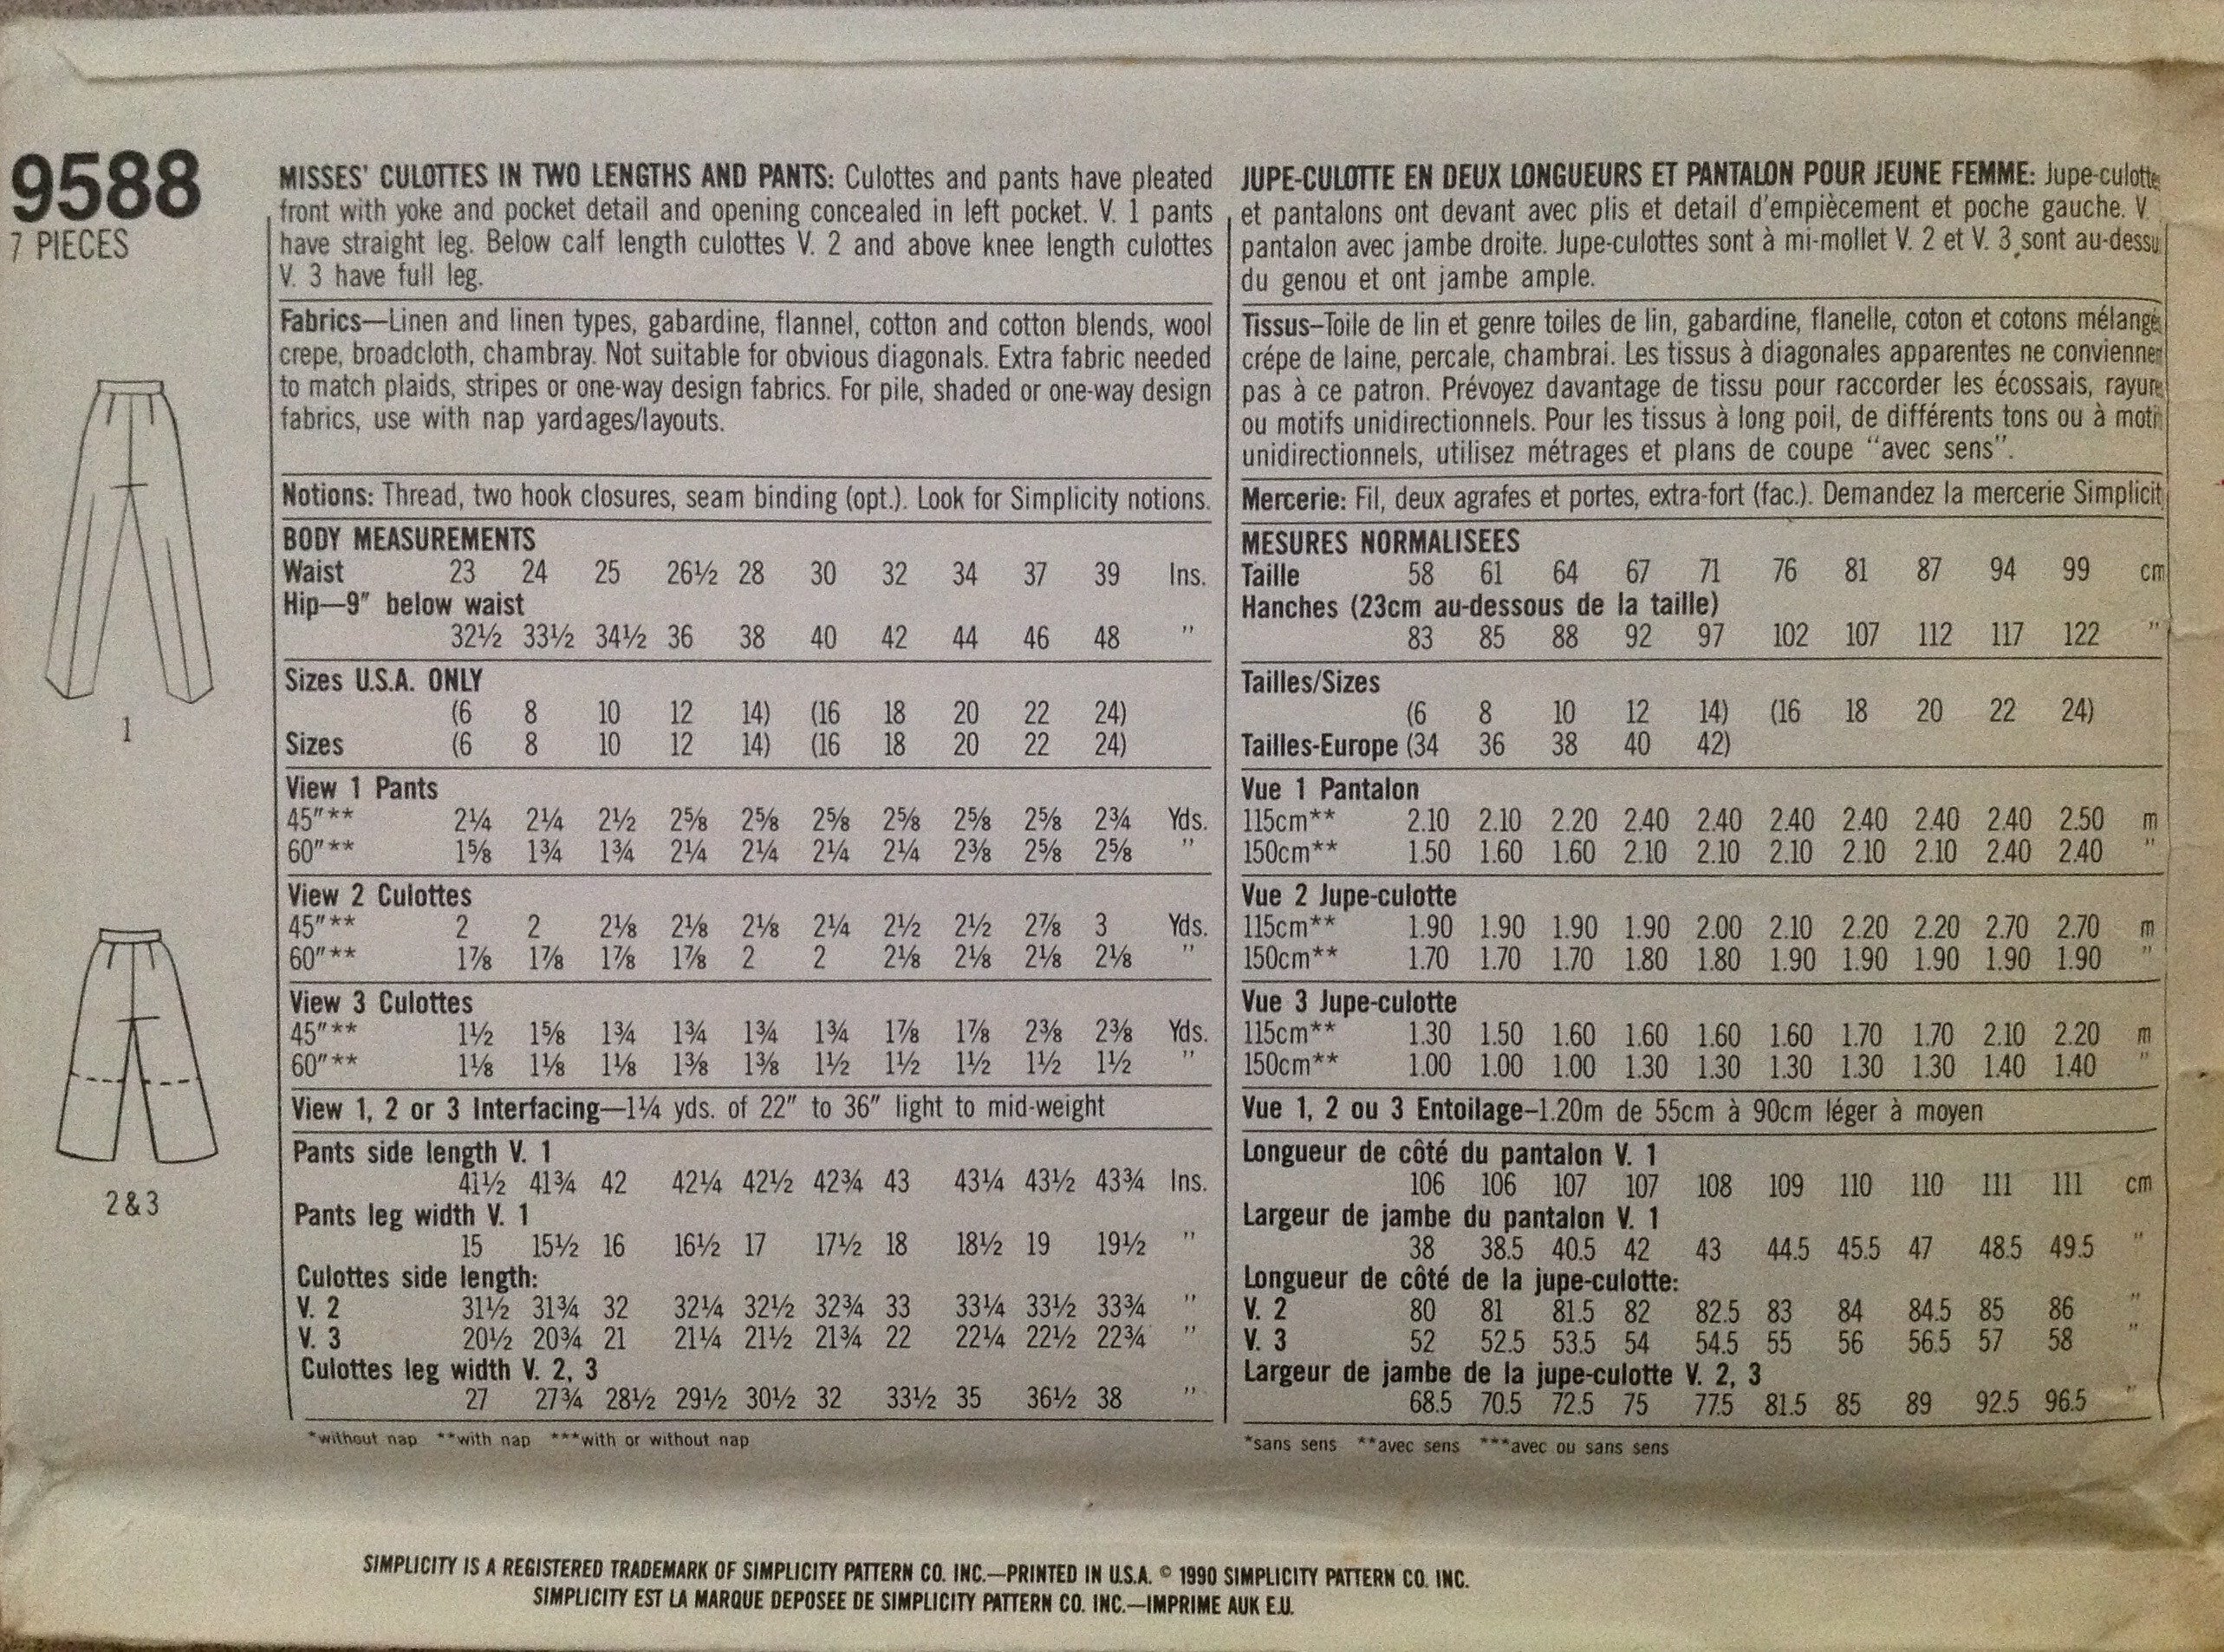 9588
7 PIECES
1
2 & 3
MISSES' CULOTTES IN TWO LENGTHS AND PANTS: Culottes and pants have pleated
front with yoke and pocket detail and opening concealed in left pocket. V. 1 pants
have straight leg. Below calf length culottes V. 2 and above knee length culottes
V. 3 have full leg.
Fabrics—Linen and linen types, gabardine, flannel, cotton and cotton blends, wool
crepe, broadcloth, chambray. Not suitable for obvious diagonals. Extra fabric needed
to match plaids, stripes or one-way design fabrics. For pile, shaded or one-way design
fabrics, use with nap yardages/layouts.
Notions: Thread, two hook closures, seam binding (opt.). Look for Simplicity notions.
BODY MEASUREMENTS
Waist 23 24 25 26½ 28 30 32 34 37 39 Ins.
Hip—9" below waist
32½ 33½ 34½ 36 38 40 42 44 46 48 "
Sizes U.S.A. ONLY
(6 8 10 12 14) (16 18 20 22 24)
Sizes (6 8 10 12 14) (16 18 20 22 24)
View 1 Pants
45"** 2¼ 2¼ 2½ 2⅝ 2⅝ 2⅝ 2⅝ 2⅝ 2⅝ 2¾ Yds.
60"** 1⅝ 1¾ 1¾ 2¼ 2¼ 2¼ 2¼ 2⅜ 2⅝ 2⅝ "
View 2 Culottes
45"** 2 2 2⅛ 2⅛ 2⅛ 2¼ 2½ 2½ 2⅞ 3 Yds.
60"** 1⅞ 1⅞ 1⅞ 1⅞ 2 2 2⅛ 2⅛ 2⅛ 2⅛ "
View 3 Culottes
45"** 1½ 1⅝ 1¾ 1¾ 1¾ 1¾ 1⅞ 1⅞ 2⅜ 2⅜ Yds.
60"** 1⅛ 1⅛ 1⅛ 1⅜ 1⅜ 1½ 1½ 1½ 1½ 1½ "
View 1, 2 or 3 Interfacing—1¼ yds. of 22" to 36" light to mid-weight
Pants side length V. 1
41½ 41¾ 42 42¼ 42½ 42¾ 43 43¼ 43½ 43¾ Ins.
Pants leg width V. 1
15 15½ 16 16½ 17 17½ 18 18½ 19 19½ "
Culottes side length:
V. 2 31½ 31¾ 32 32¼ 32½ 32¾ 33 33¼ 33½ 33¾ "
V. 3 20½ 20¾ 21 21¼ 21½ 21¾ 22 22¼ 22½ 22¾ "
Culottes leg width V. 2, 3
27 27¾ 28½ 29½ 30½ 32 33½ 35 36½ 38 "
*without nap **with nap ***with or without nap
JUPE-CULOTTE EN DEUX LONGUEURS ET PANTALON POUR JEUNE FEMME: Jupe-culotte
et pantalons ont devant avec plis et detail d'empiècement et poche gauche. V.
pantalon avec jambe droite. Jupe-culottes sont à mi-mollet V. 2 et V. 3 sont au-dessu
du genou et ont jambe ample.
Tissus–Toile de lin et genre toiles de lin, gabardine, flanelle, coton et cotons mélangé
crépe de laine, percale, chambrai. Les tissus à diagonales apparentes ne convienne
pas à ce patron. Prévoyez davantage de tissu pour raccorder les écossais, rayure
ou motifs unidirectionnels. Pour les tissus à long poil, de différents tons ou à moti
unidirectionnels, utilisez métrages et plans de coupe "avec sens".
Mercerie: Fil, deux agrafes et portes, extra-fort (fac.). Demandez la mercerie Simplicit
MESURES NORMALISEES
Taille 58 61 64 67 71 76 81 87 94 99 cm
Hanches (23cm au-dessous de la taille)
83 85 88 92 97 102 107 112 117 122 "
Tailles/Sizes
(6 8 10 12 14) (16 18 20 22 24)
Tailles-Europe (34 36 38 40 42)
Vue 1 Pantalon
115cm** 2.10 2.10 2.20 2.40 2.40 2.40 2.40 2.40 2.40 2.50 m
150cm** 1.50 1.60 1.60 2.10 2.10 2.10 2.10 2.10 2.40 2.40 "
Vue 2 Jupe-culotte
115cm** 1.90 1.90 1.90 1.90 2.00 2.10 2.20 2.20 2.70 2.70 m
150cm** 1.70 1.70 1.70 1.80 1.80 1.90 1.90 1.90 1.90 1.90 "
Vue 3 Jupe-culotte
115cm** 1.30 1.50 1.60 1.60 1.60 1.60 1.70 1.70 2.10 2.20 m
150cm** 1.00 1.00 1.00 1.30 1.30 1.30 1.30 1.30 1.40 1.40 "
Vue 1, 2 ou 3 Entoilage–1.20m de 55cm à 90cm léger à moyen
Longueur de côté du pantalon V. 1
106 106 107 107 108 109 110 110 111 111 cm
Largeur de jambe du pantalon V. 1
38 38.5 40.5 42 43 44.5 45.5 47 48.5 49.5 "
Longueur de côté de la jupe-culotte:
V. 2 80 81 81.5 82 82.5 83 84 84.5 85 86 "
V. 3 52 52.5 53.5 54 54.5 55 56 56.5 57 58 "
Largeur de jambe de la jupe-culotte V. 2, 3
68.5 70.5 72.5 75 77.5 81.5 85 89 92.5 96.5 "
*sans sens **avec sens ***avec ou sans sens
SIMPLICITY IS A REGISTERED TRADEMARK OF SIMPLICITY PATTERN CO. INC.—PRINTED IN U.S.A. © 1990 SIMPLICITY PATTERN CO. INC.
SIMPLICITY EST LA MARQUE DEPOSEE DE SIMPLICITY PATTERN CO. INC.—IMPRIME AUK E.U.